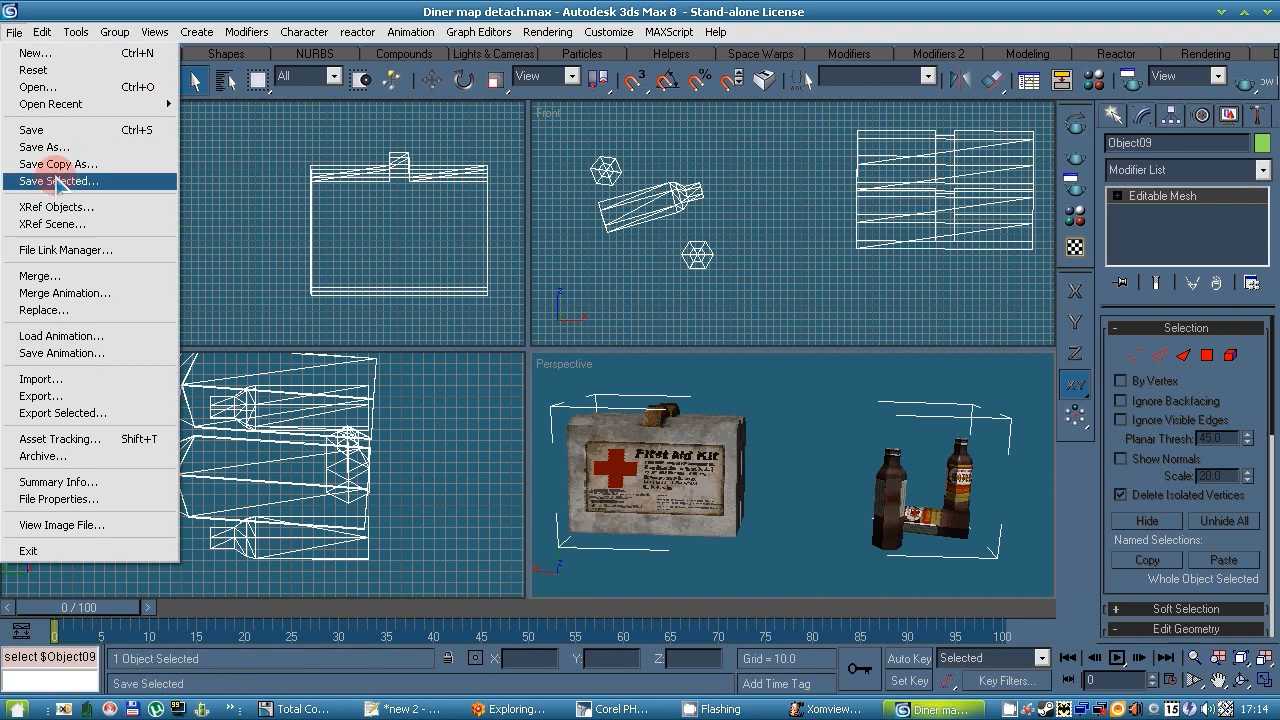 Diner map detach.max - Autodesk 3ds Max 8 - Stand-alone License
File Edit Tools Group Views Create Modifiers Character reactor Animation Graph Editors Rendering Customize MAXScript Help
Shapes NURBS Compounds Lights & Cameras Particles Helpers Space Warps Modifiers Modifiers 2 Modeling Reactor Rendering
All View View
New... Ctrl+N
Reset
Open... Ctrl+O
Open Recent
Save Ctrl+S
Save As...
Save Copy As...
Save Selected...
XRef Objects...
XRef Scene...
File Link Manager...
Merge...
Merge Animation...
Replace...
Load Animation...
Save Animation...
Import...
Export...
Export Selected...
Asset Tracking... Shift+T
Archive...
Summary Info...
File Properties...
View Image File...
Exit
Front
Perspective
First aid Kit
X
Y
Z
XY
Object09
Modifier List
Editable Mesh
Selection
By Vertex
Ignore Backfacing
Ignore Visible Edges
Planar Thresh: 45.0
Show Normals
Scale: 20.0
Delete Isolated Vertices
Hide Unhide All
Named Selections:
Copy Paste
Whole Object Selected
Soft Selection
Edit Geometry
0 / 100
0 5 10 15 20 25 30 35 40 45 50 55 60 65 70 75 80 85 90 95 100
select $Object09 1 Object Selected X: Y: Z: Grid = 10.0 Auto Key Selected
Save Selected Add Time Tag Set Key Key Filters... 0
Total Co... *new 2 - ... Exploring... Corel PH... Flashing Xomview... Diner ma... 15 17:14